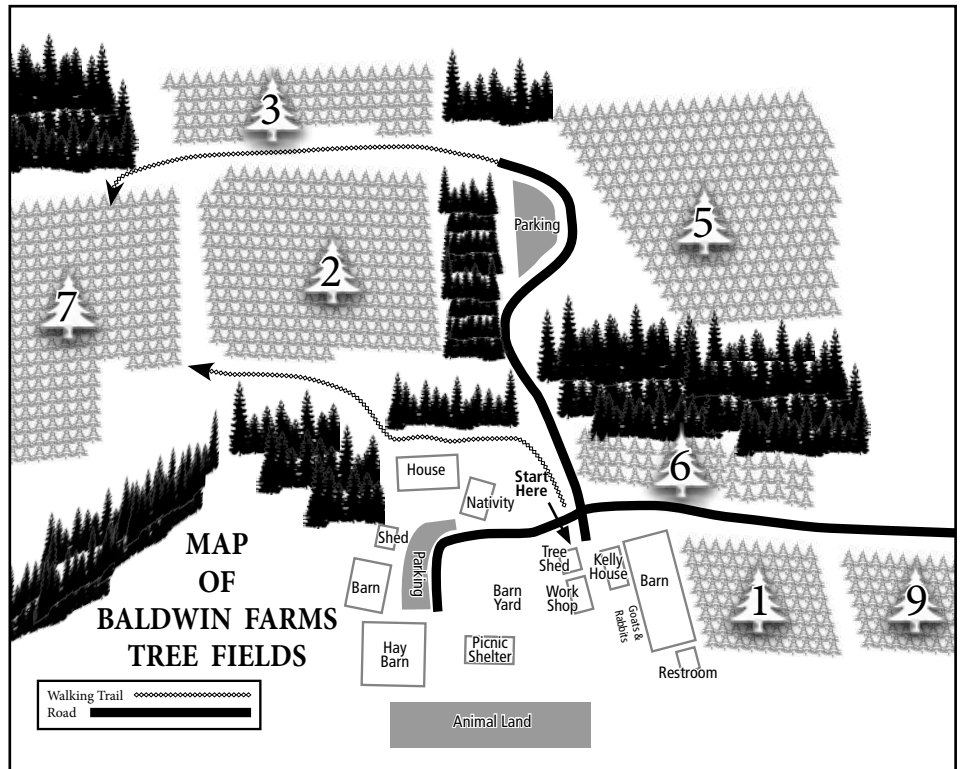 3
Parking
5
2
7
6
House
Start
Here
Nativity
Shed
Parking
Tree
Shed
Kelly
House
Barn
MAP
OF
BALDWIN FARMS
TREE FIELDS
Barn
Barn
Yard
Work
Shop
Goats &
Rabbits
1
9
Hay
Barn
Picnic
Shelter
Restroom
Walking Trail
Road
Animal Land